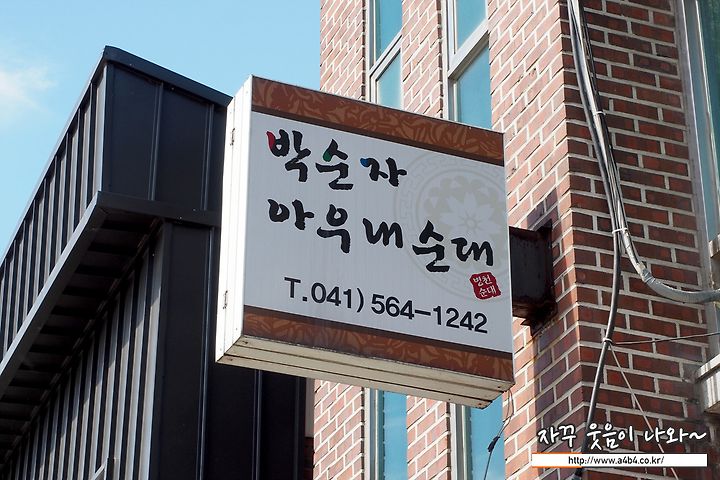 박순자
아우내순대
병천
순대
T.041) 564-1242
자꾸 웃음이 나와~
http://www.a4b4.co.kr/